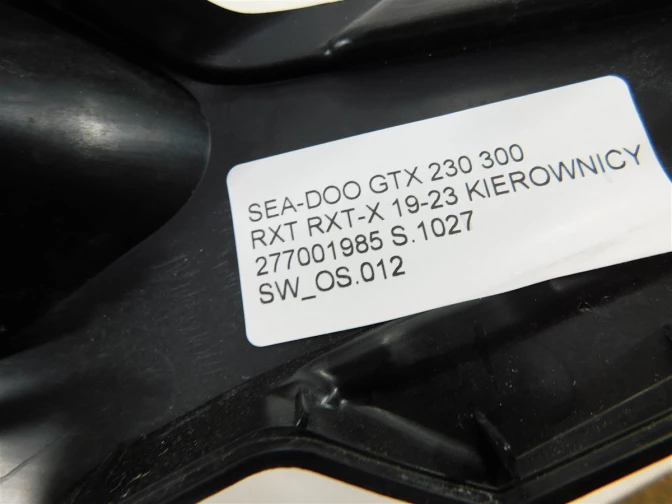 SEA-DOO GTX 230 300
RXT RXT-X 19-23 KIEROWNICY
277001985 S.1027
SW_OS.012